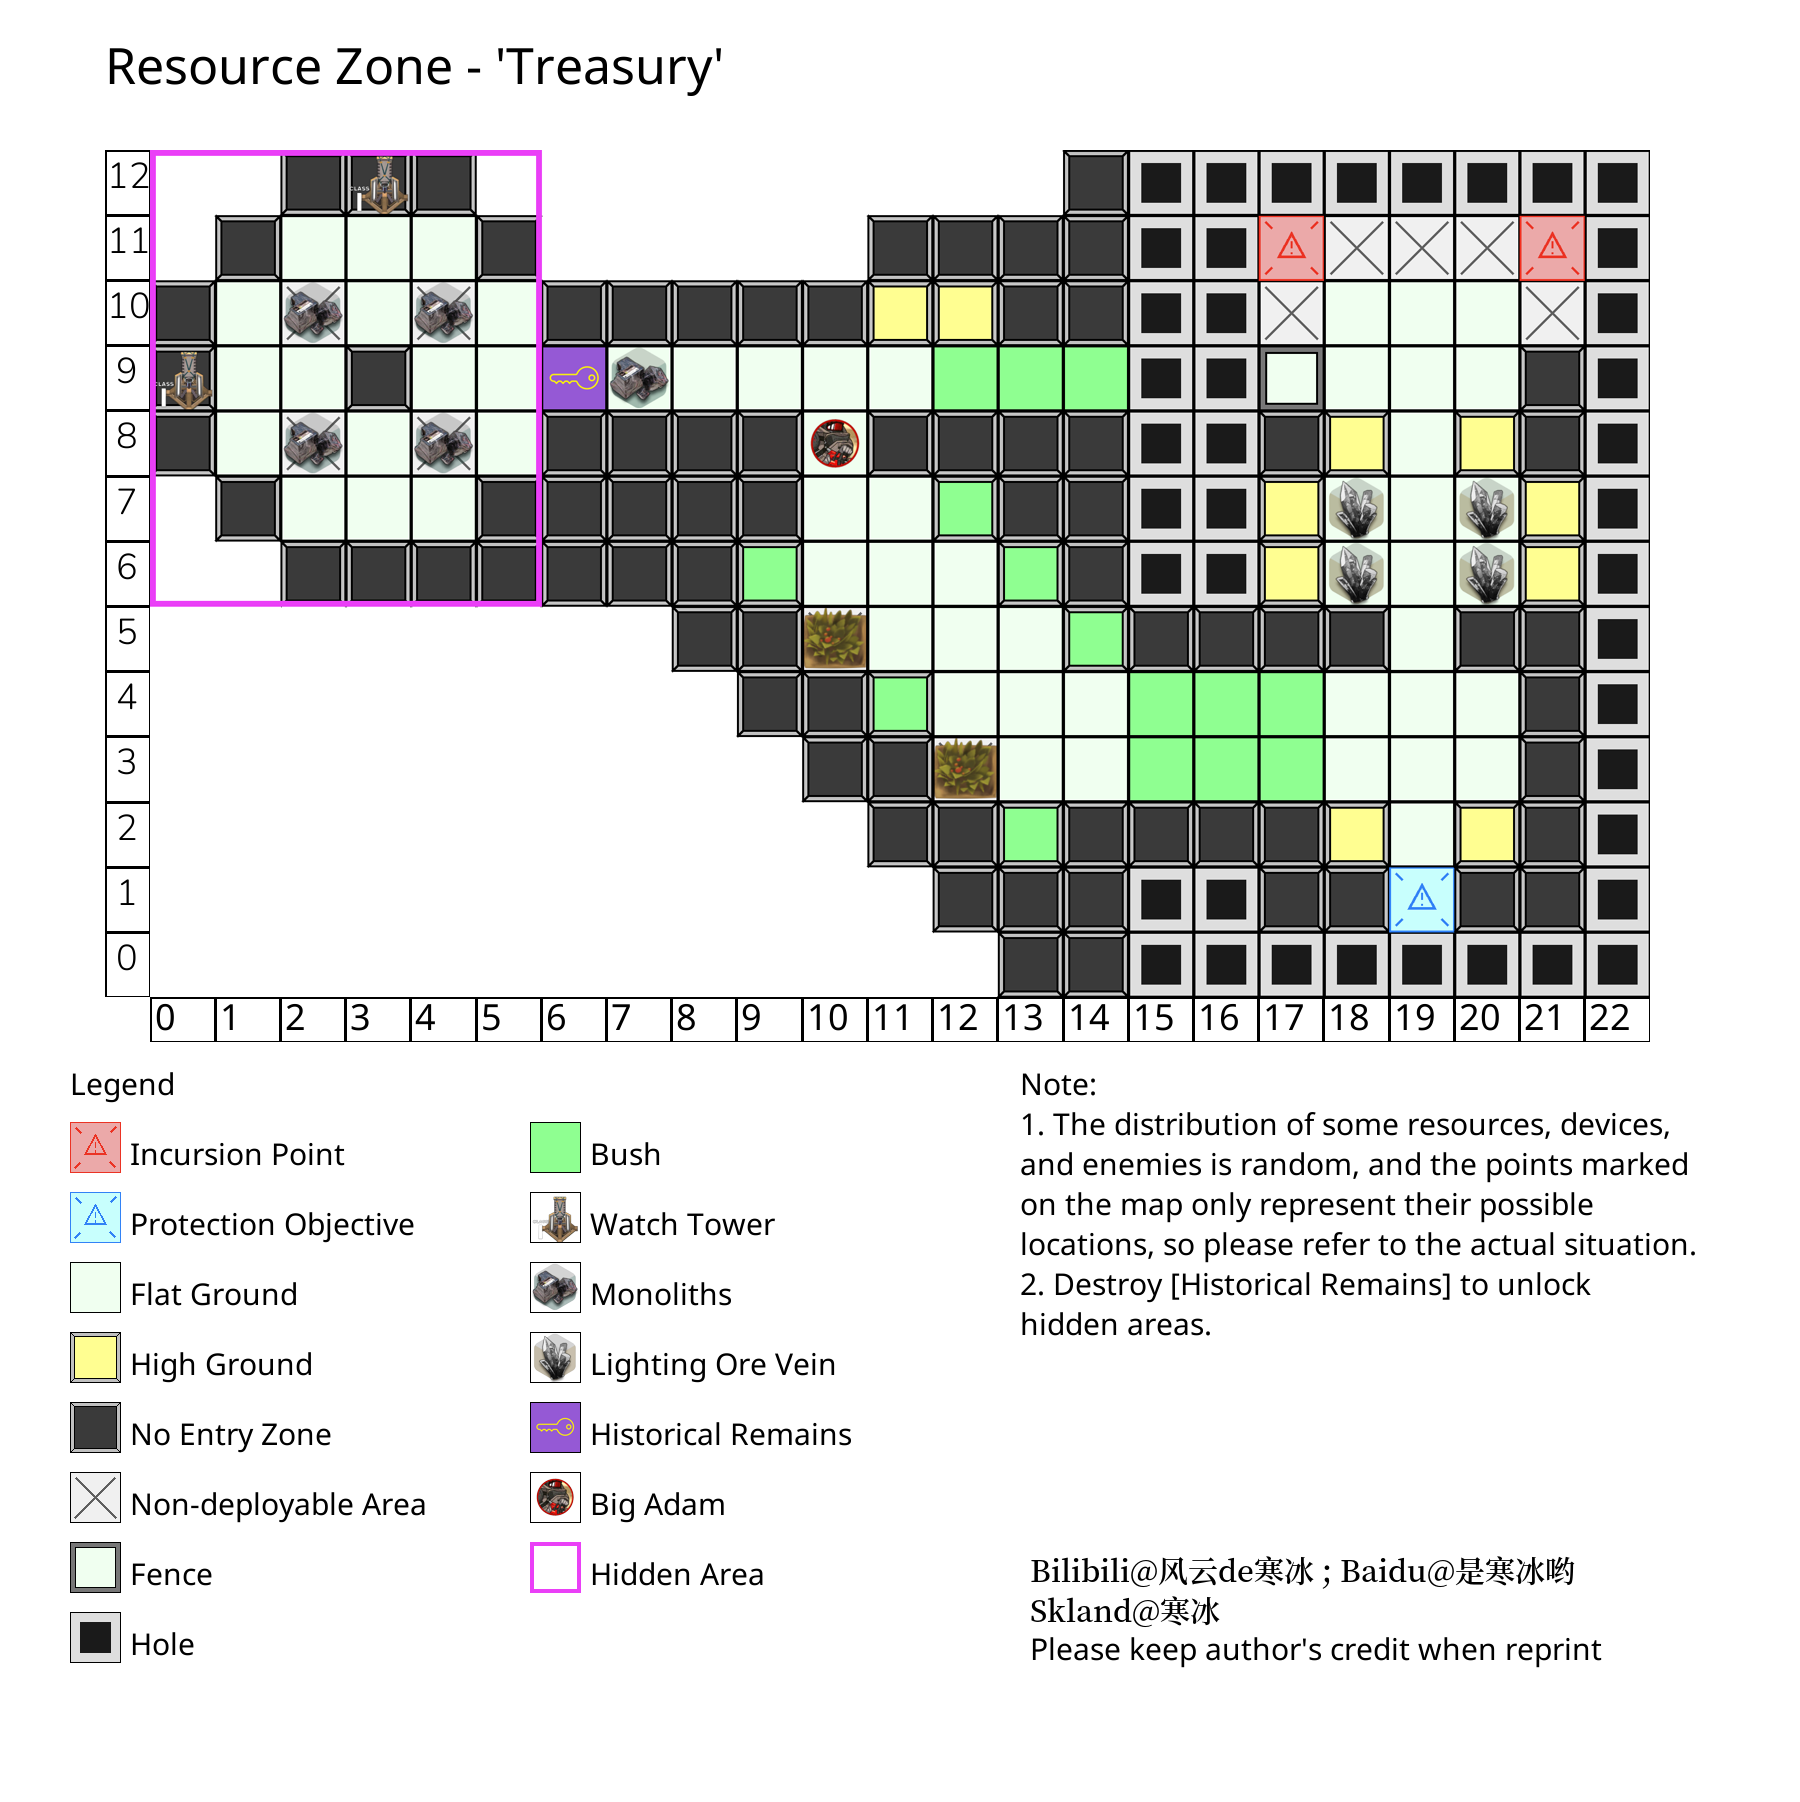 Resource Zone - 'Treasury'
12
CLASS
I
11
10
9
CLASS
I
8
7
6
5
4
3
2
1
0
0 1 2 3 4 5 6 7 8 9 10 11 12 13 14 15 16 17 18 19 20 21 22
Legend
Incursion Point
Protection Objective
Flat Ground
High Ground
No Entry Zone
Non-deployable Area
Fence
Hole
Bush
Watch Tower
Monoliths
Lighting Ore Vein
Historical Remains
Big Adam
Hidden Area
Note:
1. The distribution of some resources, devices,
and enemies is random, and the points marked
on the map only represent their possible
locations, so please refer to the actual situation.
2. Destroy [Historical Remains] to unlock
hidden areas.
Bilibili@风云de寒冰 ; Baidu@是寒冰哟
Skland@寒冰
Please keep author's credit when reprint